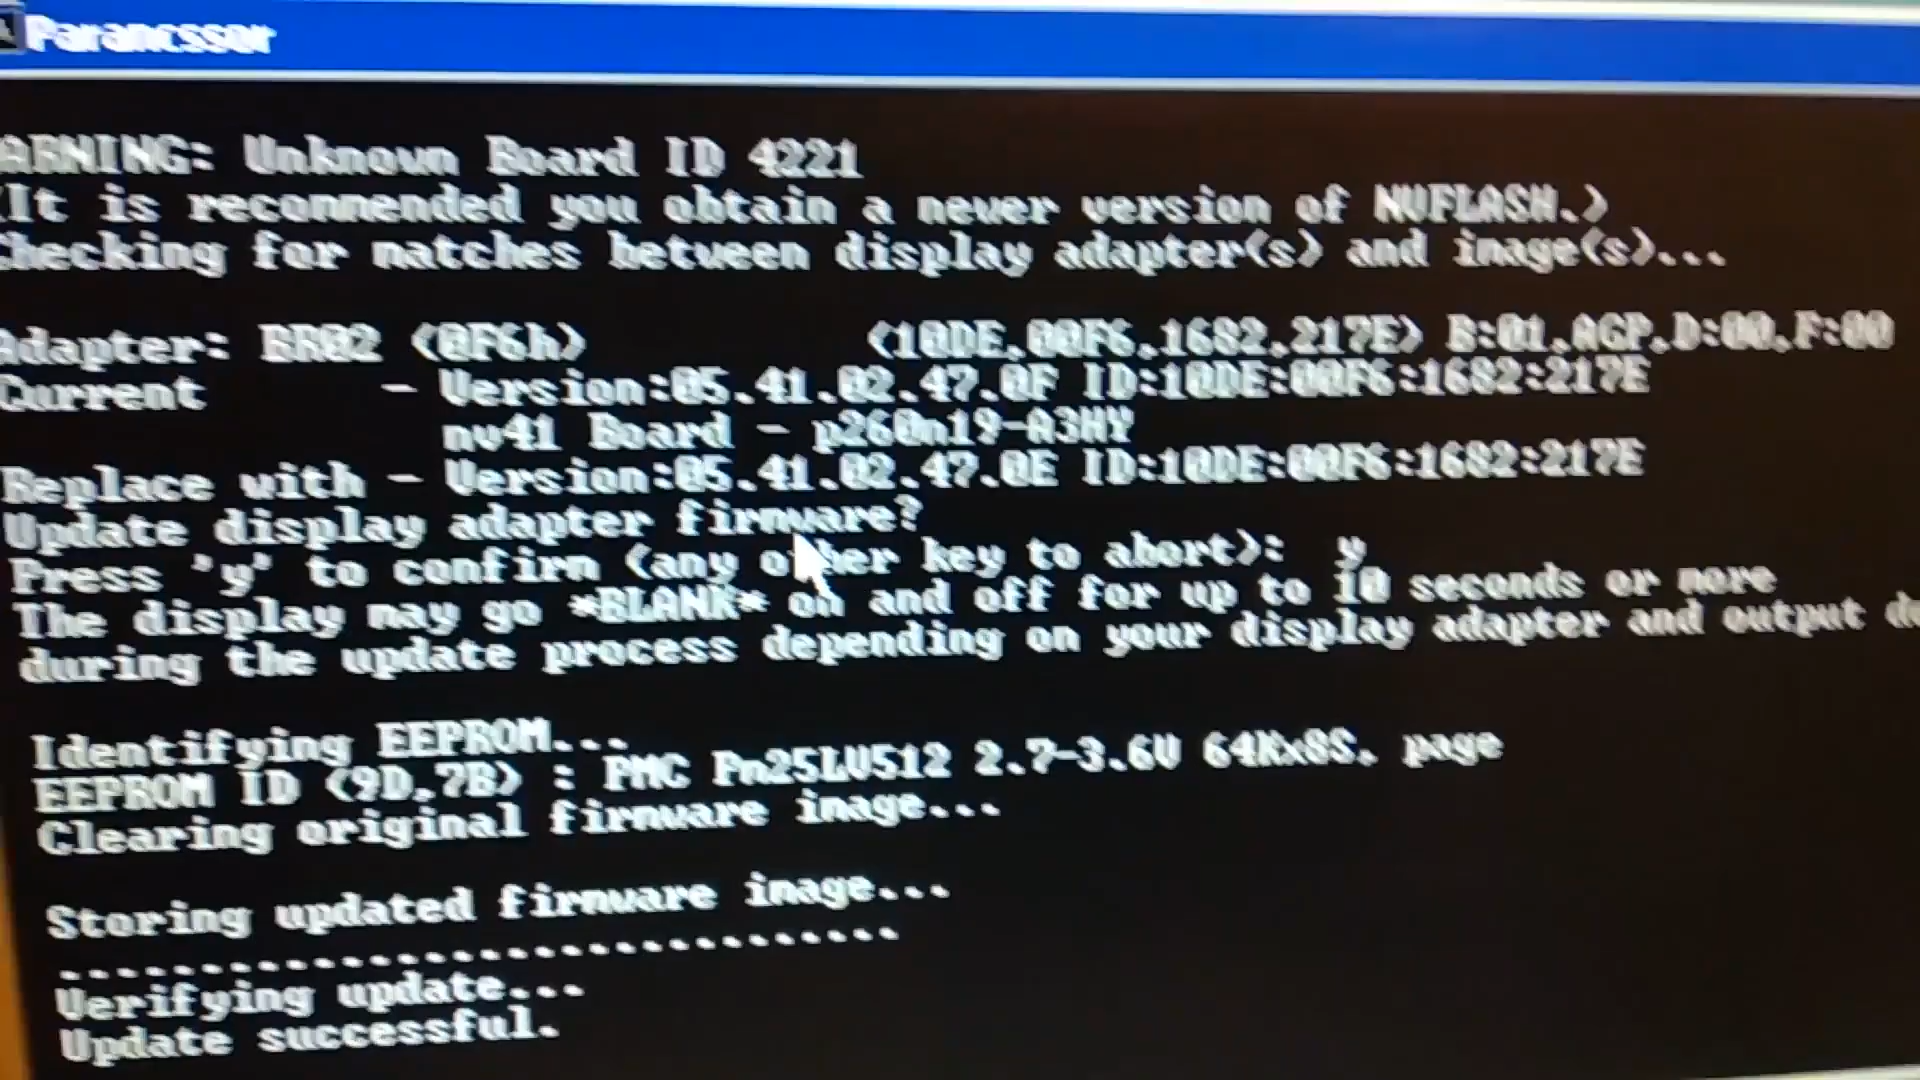 Parancssor
ARNING: Unknown Board ID 4221
(It is recommended you obtain a newer version of NVFLASH.)
Checking for matches between display adapter(s) and image(s)...
Adapter: BR02 (0F6h) (10DE,00F6,1682,217E) B:01,AGP,D:00,F:00
Current - Version:05.41.02.47.0F ID:10DE:00F6:1682:217E
nv41 Board - p260n19-A3HY
Replace with - Version:05.41.02.47.0E ID:10DE:00F6:1682:217E
Update display adapter firmware?
Press 'y' to confirm (any other key to abort): y
The display may go *BLANK* on and off for up to 10 seconds or more
during the update process depending on your display adapter and output de
Identifying EEPROM...
EEPROM ID (9D,7B) : PMC Pm25LV512 2.7-3.6V 64Kx8S, page
Clearing original firmware image...
Storing updated firmware image...
.................................
Verifying update...
Update successful.